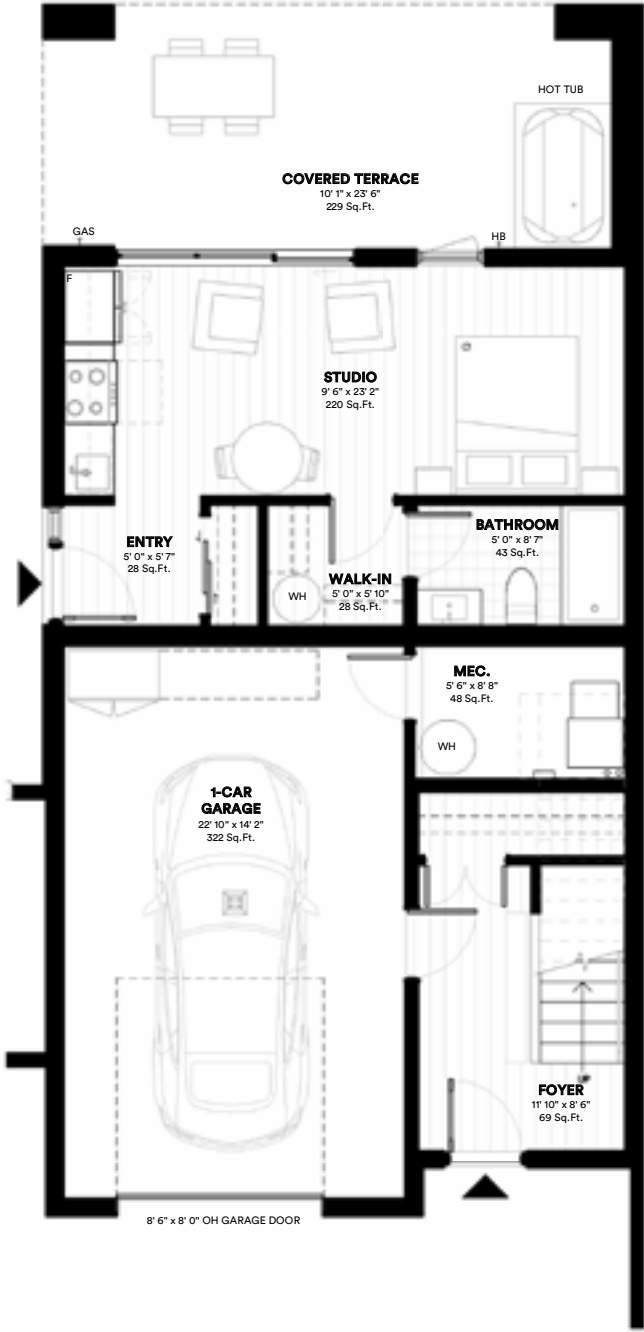 HOT TUB
COVERED TERRACE
10' 1" x 23' 6"
229 Sq.Ft.
GAS
HB
F
STUDIO
9' 6" x 23' 2"
220 Sq.Ft.
ENTRY
5' 0" x 5' 7"
28 Sq.Ft.
BATHROOM
5' 0" x 8' 7"
43 Sq.Ft.
WALK-IN
5' 0" x 5' 10"
28 Sq.Ft.
WH
MEC.
5' 6" x 8' 8"
48 Sq.Ft.
WH
1-CAR
GARAGE
22' 10" x 14' 2"
322 Sq.Ft.
FOYER
11' 10" x 8' 6"
69 Sq.Ft.
8' 6" x 8' 0" OH GARAGE DOOR